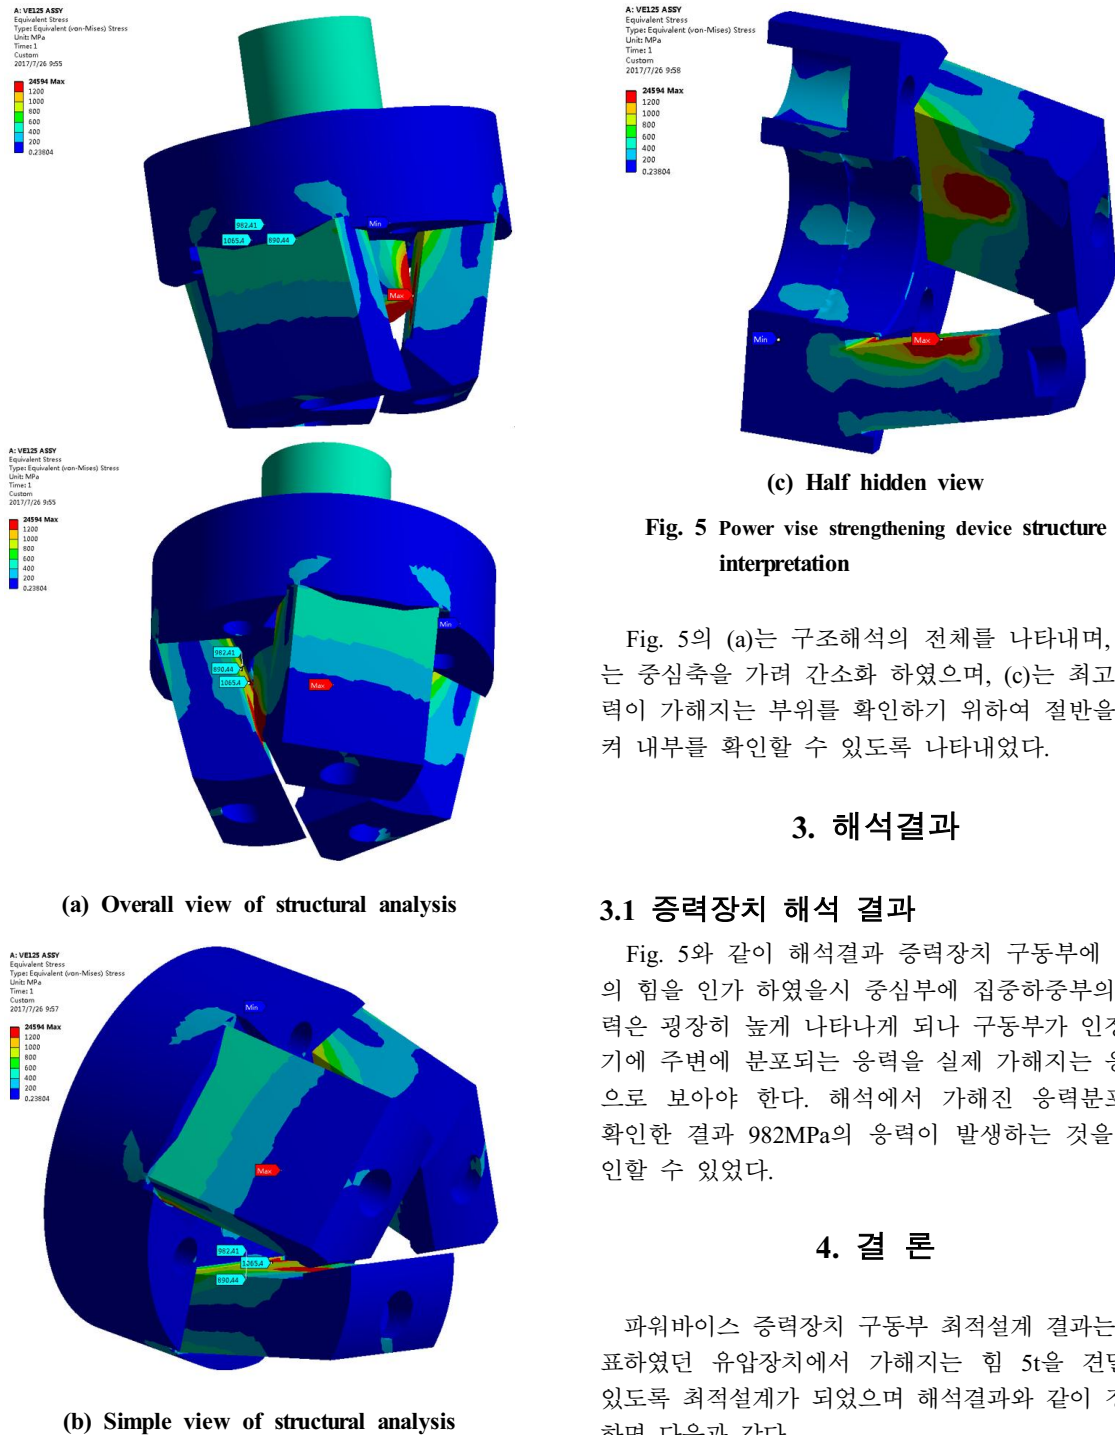 A: VE125 ASSY
Equivalent Stress
Type: Equivalent (von-Mises) Stress
Unit: MPa
Time: 1
Custom
2017/7/26 9:55
24594 Max
1200
1000
800
600
400
200
0.23804
982.41
1065.4
890.44
Min
Max
A: VE125 ASSY
Equivalent Stress
Type: Equivalent (von-Mises) Stress
Unit: MPa
Time: 1
Custom
2017/7/26 9:55
24594 Max
1200
1000
800
600
400
200
0.23804
982.41
890.44
1065.4
Min
Max
(a) Overall view of structural analysis
A: VE125 ASSY
Equivalent Stress
Type: Equivalent (von-Mises) Stress
Unit: MPa
Time: 1
Custom
2017/7/26 9:57
24594 Max
1200
1000
800
600
400
200
0.23804
Min
Max
982.41
1065.4
890.44
(b) Simple view of structural analysis
A: VE125 ASSY
Equivalent Stress
Type: Equivalent (von-Mises) Stress
Unit: MPa
Time: 1
Custom
2017/7/26 9:58
24594 Max
1200
1000
800
600
400
200
0.23804
Min
Max
(c) Half hidden view
Fig. 5 Power vise strengthening device structure
interpretation
Fig. 5의 (a)는 구조해석의 전체를 나타내며,
는 중심축을 가려 간소화 하였으며, (c)는 최고
력이 가해지는 부위를 확인하기 위하여 절반을
켜 내부를 확인할 수 있도록 나타내었다.
3. 해석결과
3.1 증력장치 해석 결과
Fig. 5와 같이 해석결과 증력장치 구동부에
의 힘을 인가 하였을시 중심부에 집중하중부의
력은 굉장히 높게 나타나게 되나 구동부가
기에 주변에 분포되는 응력을 실제 가해지는
으로 보아야 한다. 해석에서 가해진
확인한 결과 982MPa의 응력이 발생하는 것을
인할 수 있었다.
4. 결 론
파워바이스 증력장치 구동부 최적설계 결과는
표하였던 유압장치에서 가해지는 힘 5t을
있도록 최적설계가 되었으며 해석결과와 같이
하면 다음과 같다.